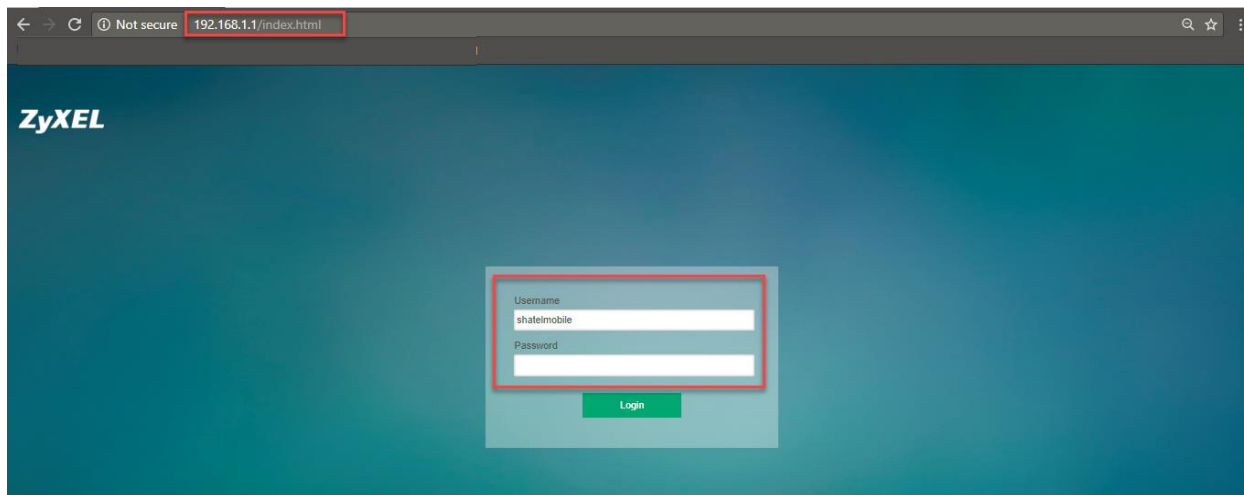 Not secure 192.168.1.1/index.html
ZyXEL
Username
shatelmobile
Password
Login